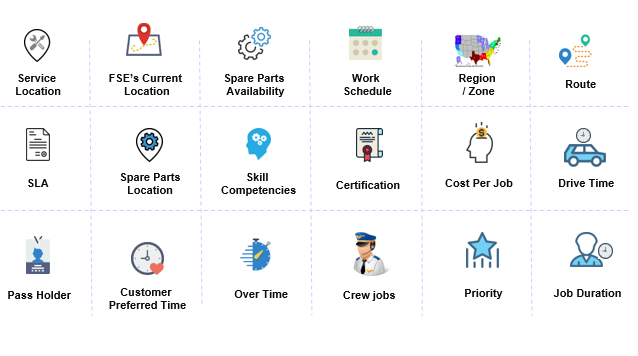 Service
Location
FSE's Current
Location
Spare Parts
Availability
Work
Schedule
Region
/ Zone
Route
SLA
Spare Parts
Location
Skill
Competencies
Certification
Cost Per Job
Drive Time
Pass Holder
Customer
Preferred Time
Over Time
Crew jobs
Priority
Job Duration